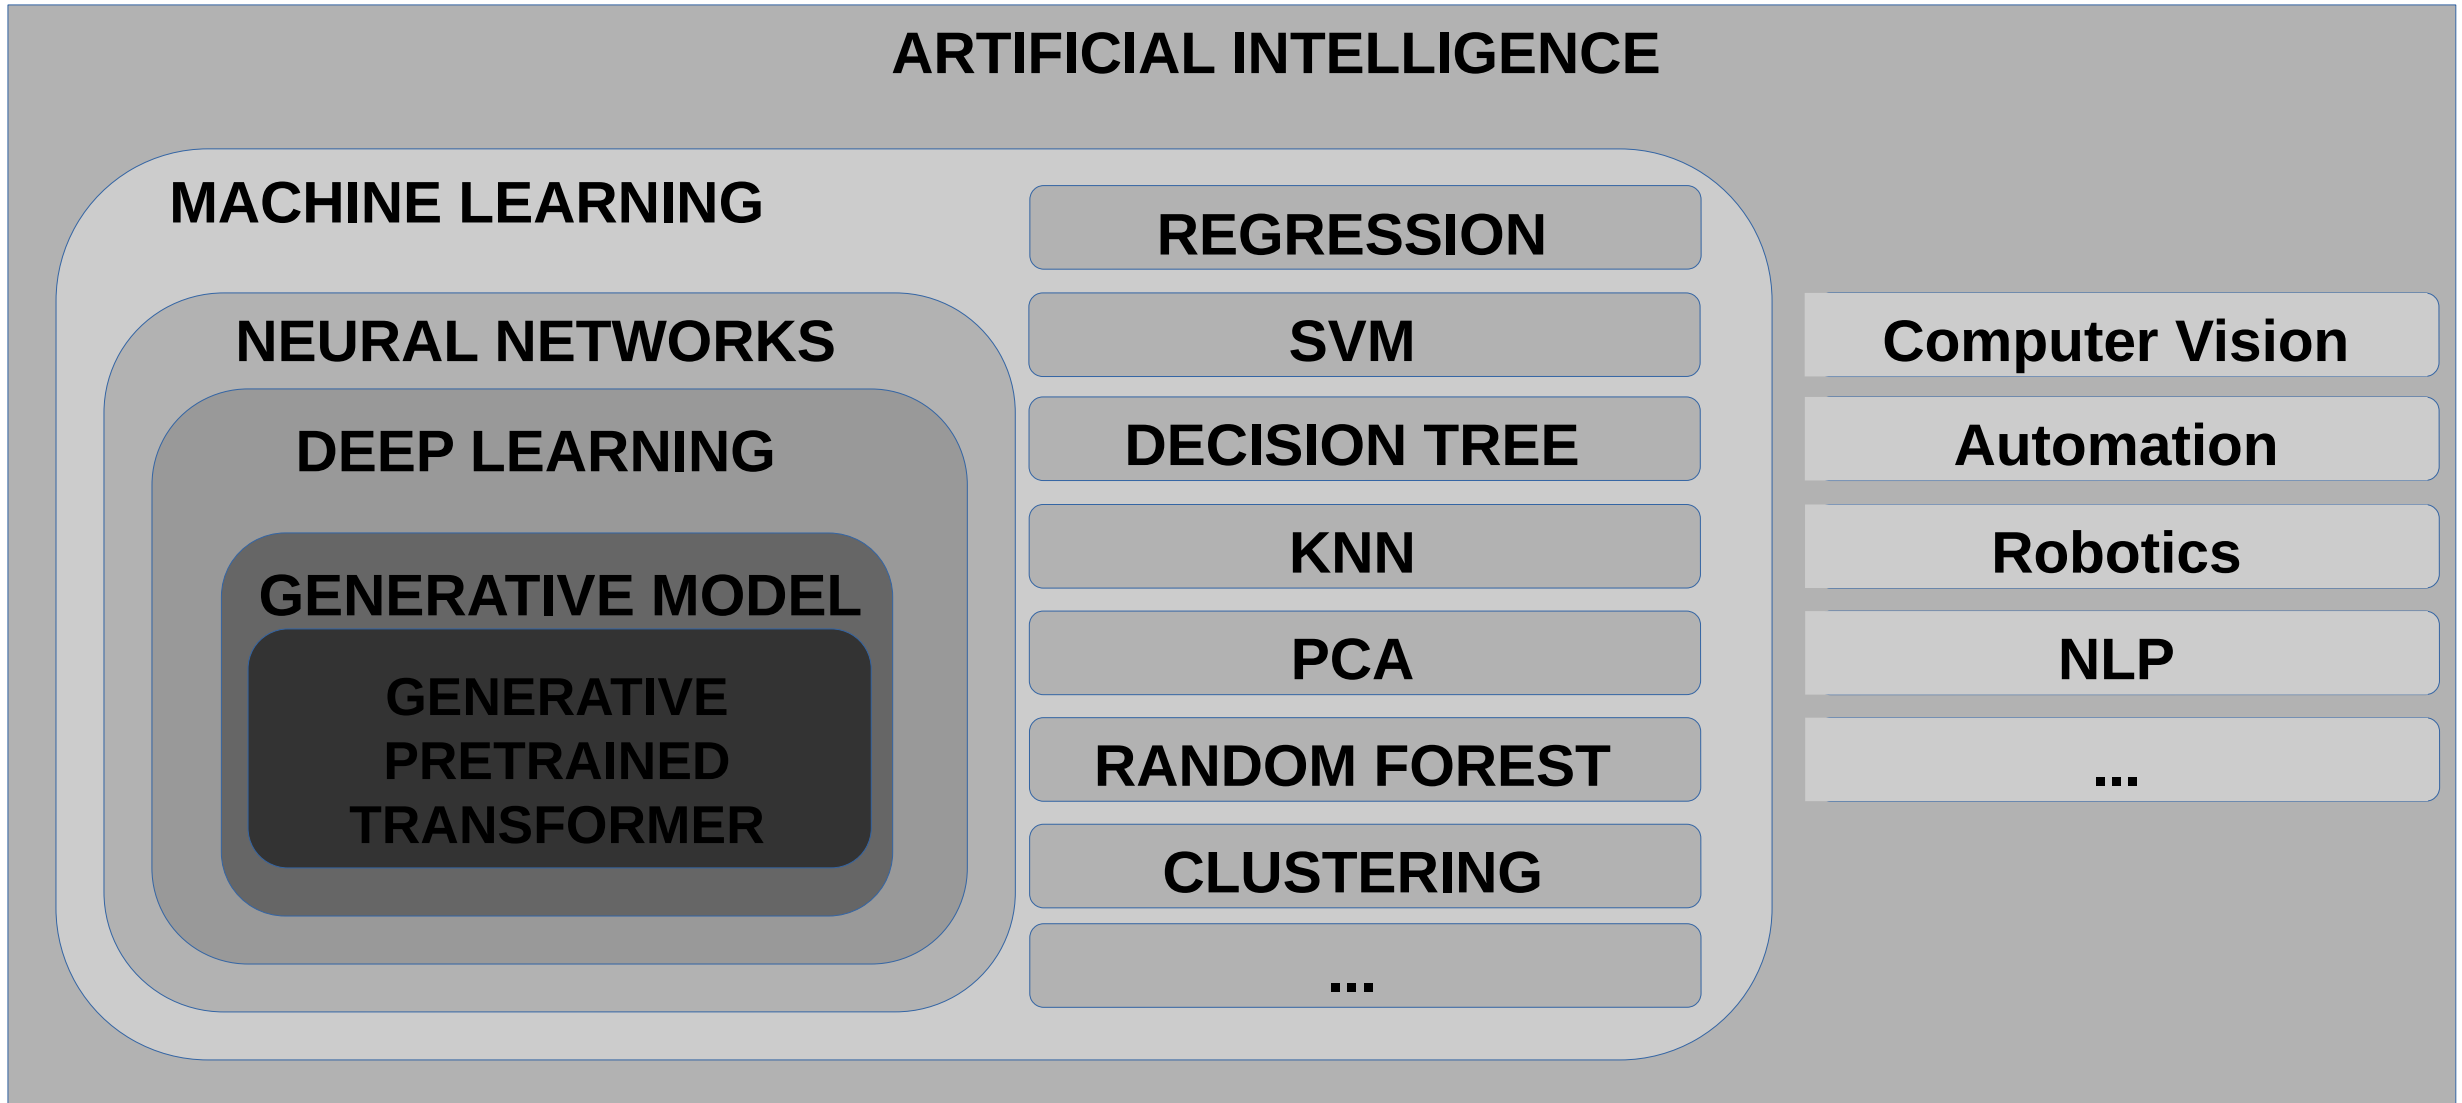 ARTIFICIAL INTELLIGENCE
MACHINE LEARNING
NEURAL NETWORKS
DEEP LEARNING
GENERATIVE MODEL
GENERATIVE
PRETRAINED
TRANSFORMER
REGRESSION
SVM
DECISION TREE
KNN
PCA
RANDOM FOREST
CLUSTERING
...
Computer Vision
Automation
Robotics
NLP
...